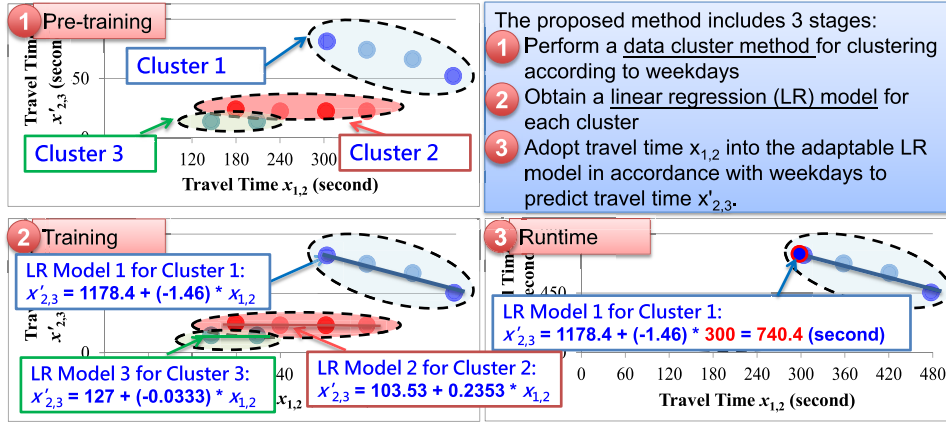 1 Pre-training
Travel Time
x′2,3 (second)
50
Cluster 1
Cluster 3
Cluster 2
120 180 240 300
Travel Time x1,2 (second)
The proposed method includes 3 stages:
1 Perform a data cluster method for clustering
according to weekdays
2 Obtain a linear regression (LR) model for
each cluster
3 Adopt travel time x1,2 into the adaptable LR
model in accordance with weekdays to
predict travel time x'2,3.
2 Training
LR Model 1 for Cluster 1:
x′2,3 = 1178.4 + (-1.46) * x1,2
LR Model 3 for Cluster 3:
x′2,3 = 127 + (-0.0333) * x1,2
LR Model 2 for Cluster 2:
x′2,3 = 103.53 + 0.2353 * x1,2
3 Runtime
450
LR Model 1 for Cluster 1:
x′2,3 = 1178.4 + (-1.46) * 300 = 740.4 (second)
0 60 120 180 240 300 360 420 480
Travel Time x1,2 (second)